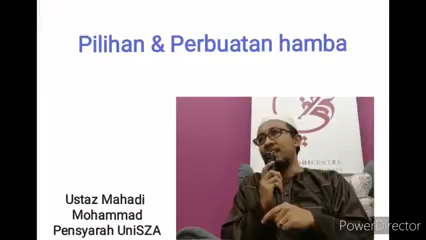 Pilihan & Perbuatan hamba
Ustaz Mahadi
Mohammad
Pensyarah UniSZA
PowerDirector